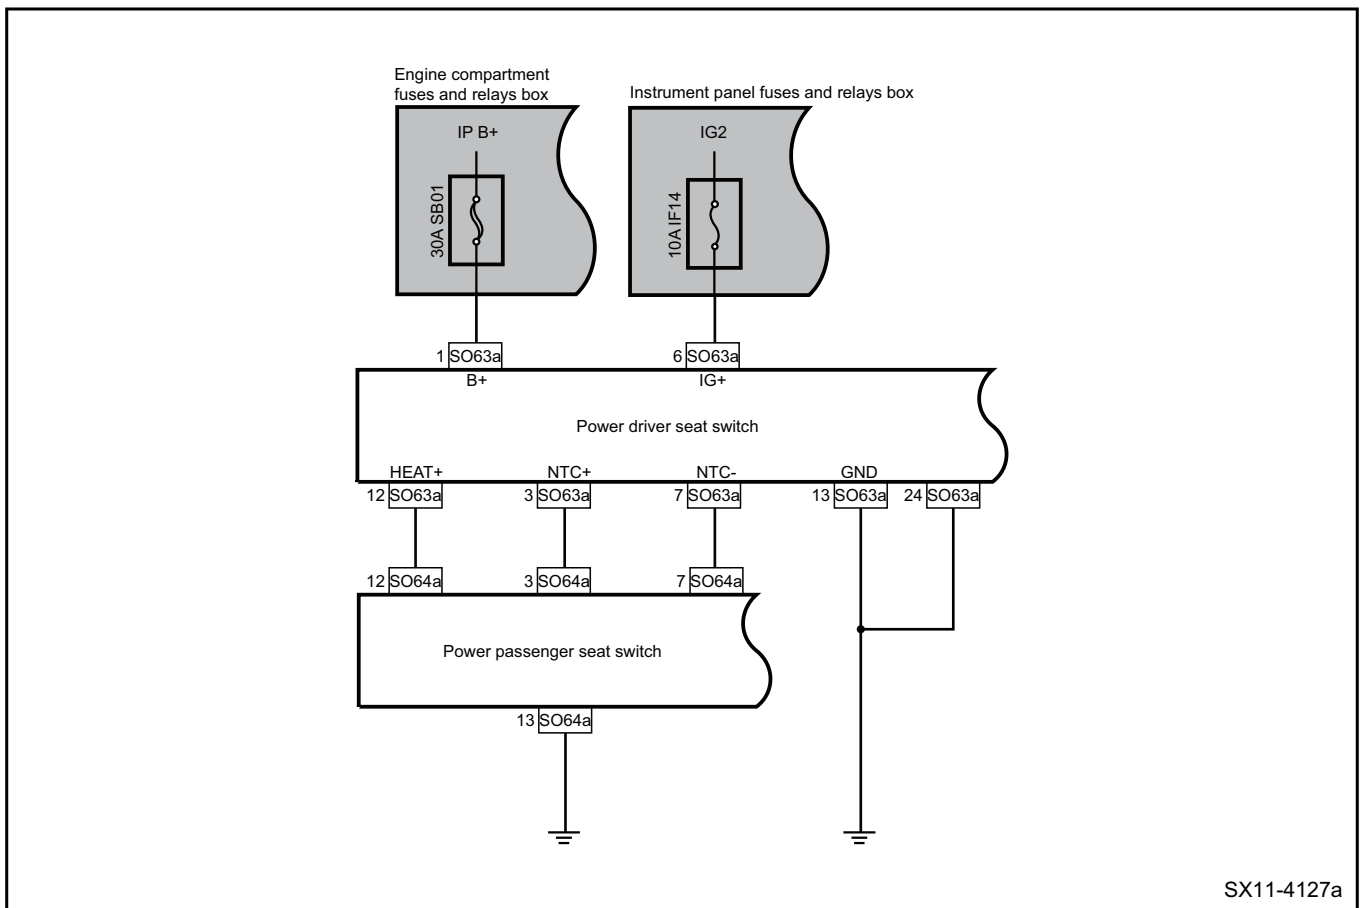 Engine compartment
fuses and relays box
Instrument panel fuses and relays box
IP B+
IG2
30A SB01
10A IF14
1 SO63a
6 SO63a
B+
IG+
Power driver seat switch
HEAT+
NTC+
NTC-
GND
12 SO63a
3 SO63a
7 SO63a
13 SO63a
24 SO63a
12 SO64a
3 SO64a
7 SO64a
Power passenger seat switch
13 SO64a
SX11-4127a